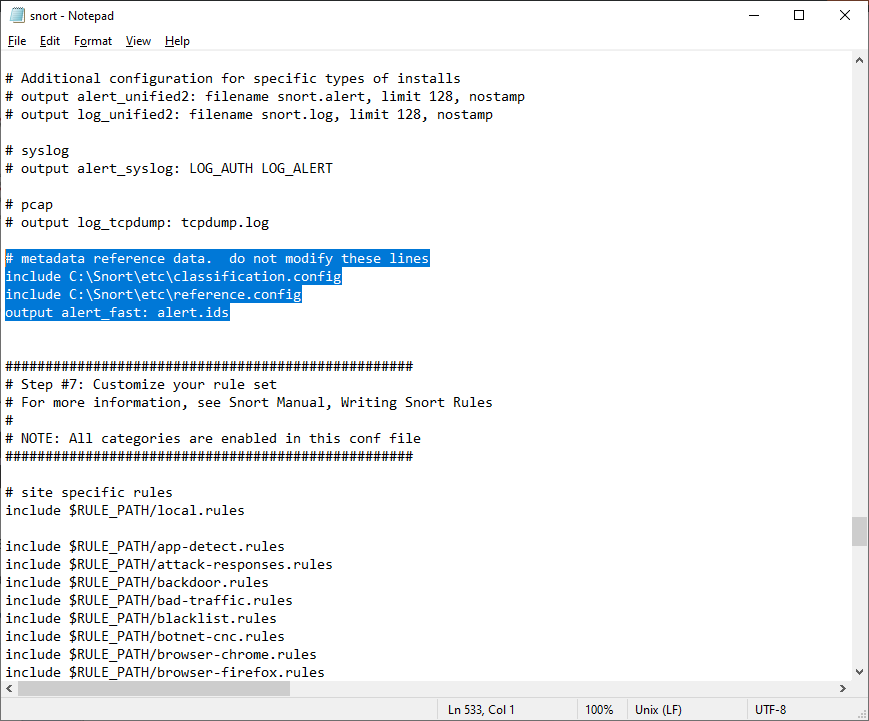 snort - Notepad
File Edit Format View Help
# Additional configuration for specific types of installs
# output alert_unified2: filename snort.alert, limit 128, nostamp
# output log_unified2: filename snort.log, limit 128, nostamp
# syslog
# output alert_syslog: LOG_AUTH LOG_ALERT
# pcap
# output log_tcpdump: tcpdump.log
# metadata reference data.  do not modify these lines
include C:\Snort\etc\classification.config
include C:\Snort\etc\reference.config
output alert_fast: alert.ids
###################################################
# Step #7: Customize your rule set
# For more information, see Snort Manual, Writing Snort Rules
#
# NOTE: All categories are enabled in this conf file
###################################################
# site specific rules
include $RULE_PATH/local.rules
include $RULE_PATH/app-detect.rules
include $RULE_PATH/attack-responses.rules
include $RULE_PATH/backdoor.rules
include $RULE_PATH/bad-traffic.rules
include $RULE_PATH/blacklist.rules
include $RULE_PATH/botnet-cnc.rules
include $RULE_PATH/browser-chrome.rules
include $RULE_PATH/browser-firefox.rules
Ln 533, Col 1 100% Unix (LF) UTF-8